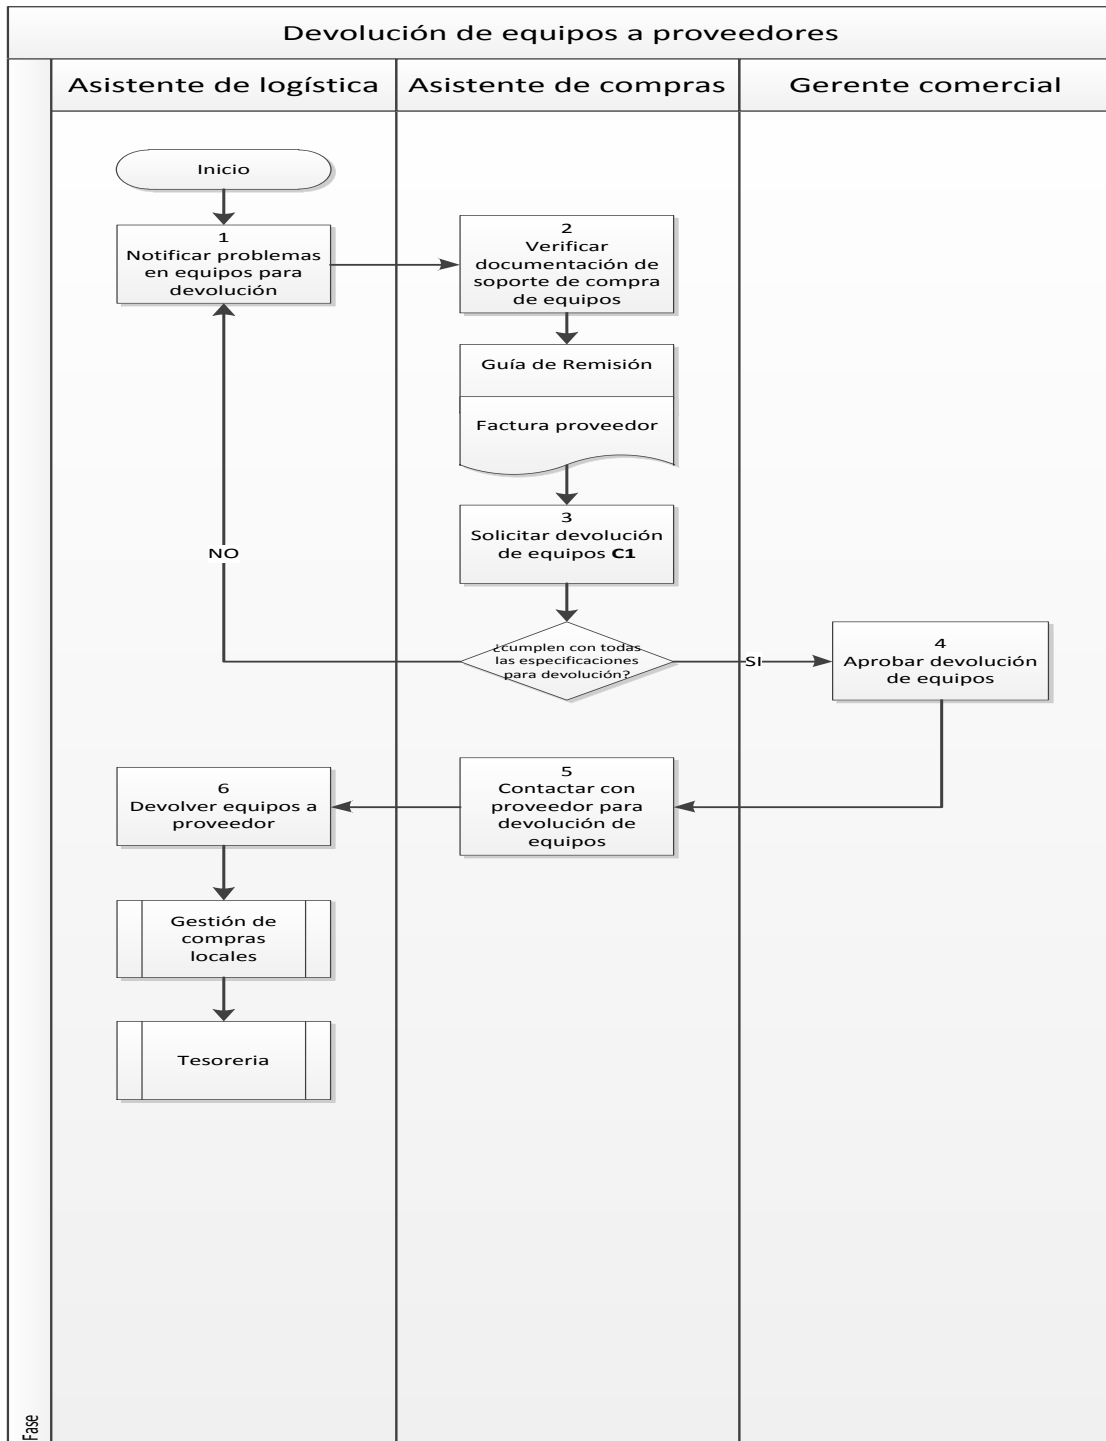 Devolución de equipos a proveedores
Asistente de logística
Asistente de compras
Gerente comercial
Inicio
1
Notificar problemas
en equipos para
devolución
2
Verificar
documentación de
soporte de compra
de equipos
Guía de Remisión
Factura proveedor
3
Solicitar devolución
de equipos C1
NO
¿cumplen con todas
las especificaciones
para devolución?
SI
4
Aprobar devolución
de equipos
5
Contactar con
proveedor para
devolución de
equipos
6
Devolver equipos a
proveedor
Gestión de
compras
locales
Tesoreria
Fase